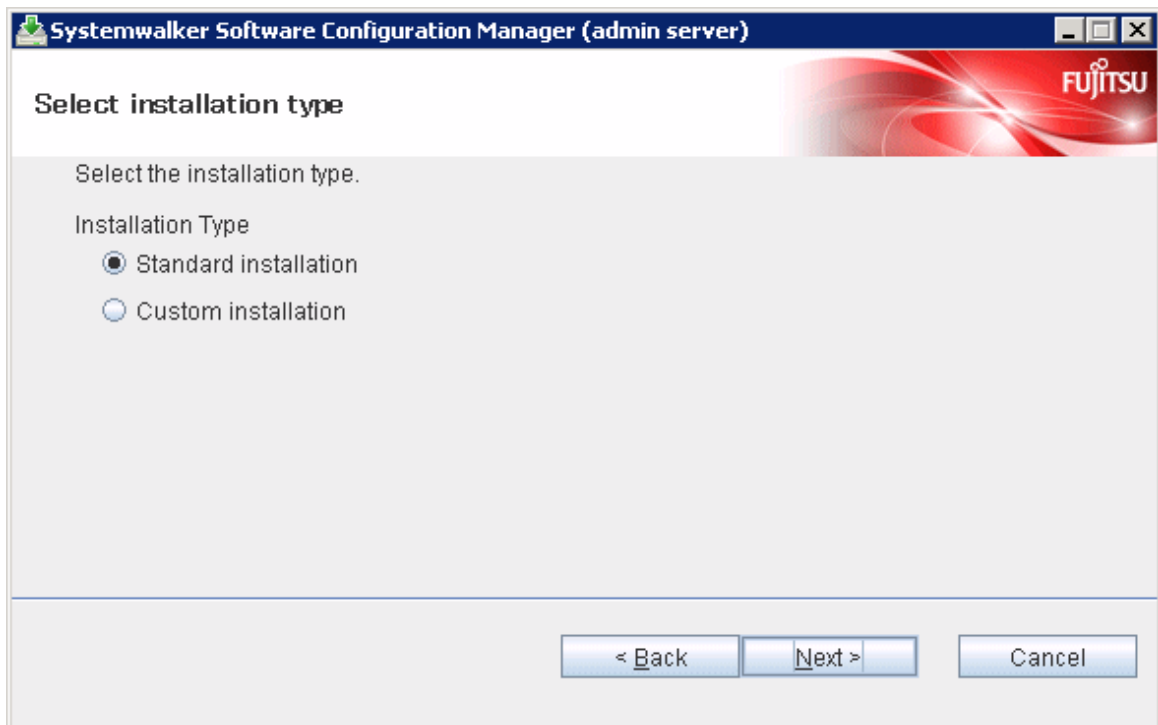 Systemwalker Software Configuration Manager (admin server)
FUJITSU
Select installation type
Select the installation type.
Installation Type
Standard installation
Custom installation
< Back
Next >
Cancel